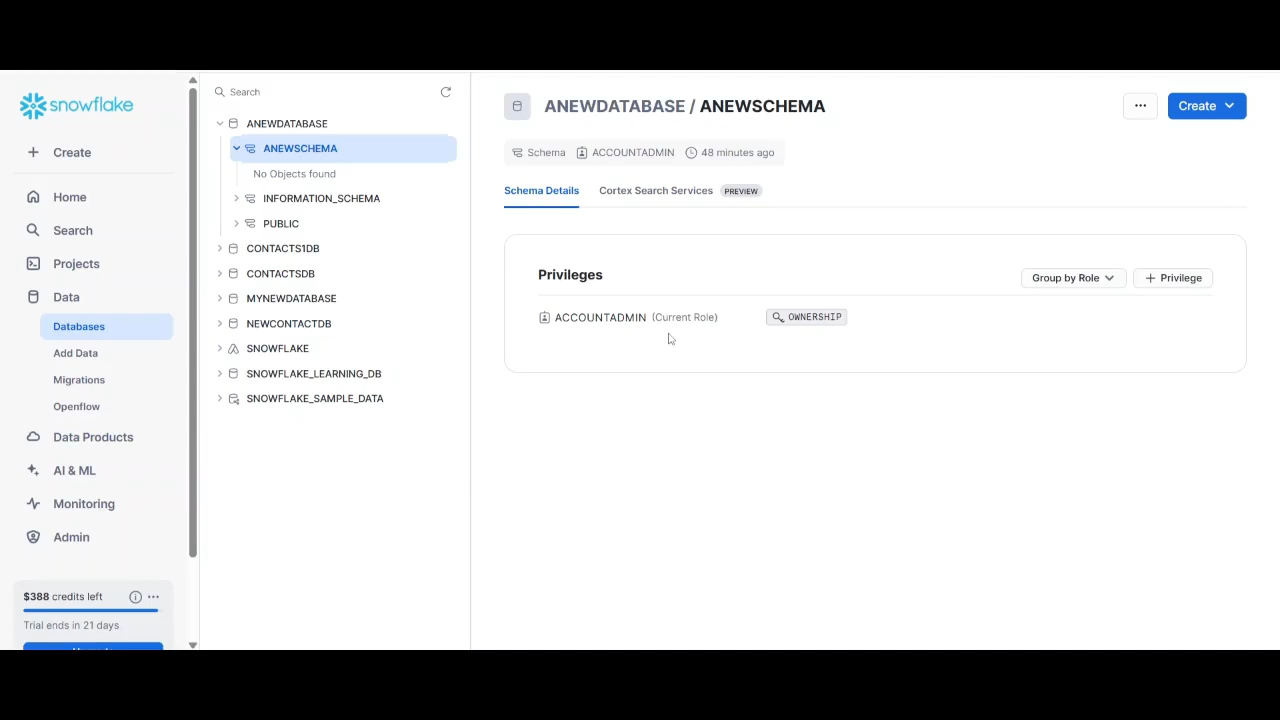 snowflake
Create
Home
Search
Projects
Data
Databases
Add Data
Migrations
Openflow
Data Products
AI & ML
Monitoring
Admin
$388 credits left
Trial ends in 21 days
Search
ANEWDATABASE
ANEWSCHEMA
No Objects found
INFORMATION_SCHEMA
PUBLIC
CONTACTS1DB
CONTACTSDB
MYNEWDATABASE
NEWCONTACTDB
SNOWFLAKE
SNOWFLAKE_LEARNING_DB
SNOWFLAKE_SAMPLE_DATA
ANEWDATABASE / ANEWSCHEMA
Create
Schema ACCOUNTADMIN 48 minutes ago
Schema Details Cortex Search Services PREVIEW
Privileges
Group by Role + Privilege
ACCOUNTADMIN (Current Role) OWNERSHIP